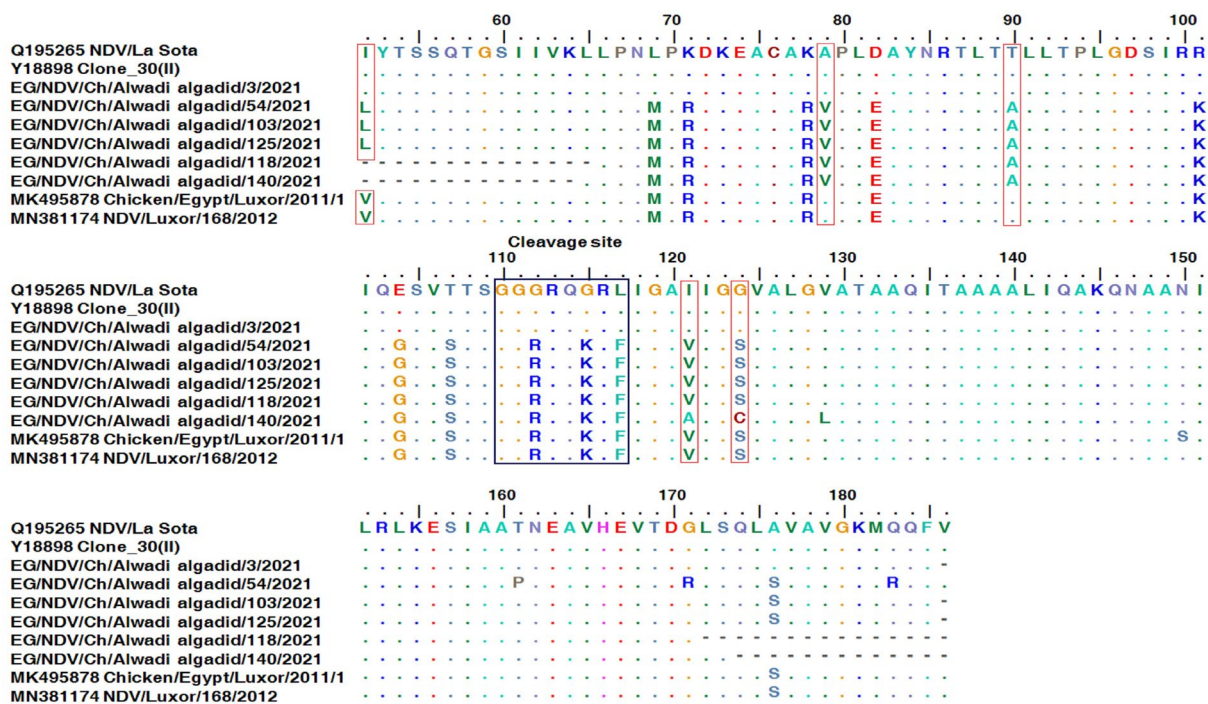 60 70 80 90 100
Q195265 NDV/La Sota I Y T S S Q T G S I I V K L L P N L P K D K E A C A K A P L D A Y N R T L T T L L T P L G D S I R R
Y18898 Clone_30(II) . . . . . . . . . . . . . . . . . . . . . . . . . . . . . . . . . . . . . . . . . . . . . . . . . .
EG/NDV/Ch/Alwadi algadid/3/2021 . . . . . . . . . . . . . . . . . . . . . . . . . . . . . . . . . . . . . . . . . . . . . . . . . .
EG/NDV/Ch/Alwadi algadid/54/2021 L . . . . . . . . . . . . . . . . M . R . . . . . . R V . . E . . . . . . . A . . . . . . . . . . K
EG/NDV/Ch/Alwadi algadid/103/2021 L . . . . . . . . . . . . . . . . M . R . . . . . . R V . . E . . . . . . . A . . . . . . . . . . K
EG/NDV/Ch/Alwadi algadid/125/2021 L . . . . . . . . . . . . . . . . M . R . . . . . . R V . . E . . . . . . . A . . . . . . . . . . K
EG/NDV/Ch/Alwadi algadid/118/2021 - - - - - - - - - - - - - - . . . M . R . . . . . . R V . . E . . . . . . . A . . . . . . . . . . K
EG/NDV/Ch/Alwadi algadid/140/2021 - - - - - - - - - - - - - . . . . M . R . . . . . . R V . . E . . . . . . . A . . . . . . . . . . K
MK495878 Chicken/Egypt/Luxor/2011/1 V . . . . . . . . . . . . . . . . M . R . . . . . . R . . . E . . . . . . . . . . . . . . . . . . K
MN381174 NDV/Luxor/168/2012 V . . . . . . . . . . . . . . . . M . R . . . . . . R . . . E . . . . . . . . . . . . . . . . . . K
Cleavage site
110 120 130 140 150
Q195265 NDV/La Sota I Q E S V T T S G G G R Q G R L I G A I I G G V A L G V A T A A Q I T A A A A L I Q A K Q N A A N I
Y18898 Clone_30(II) . . . . . . . . . . . . . . . . . . . . . . . . . . . . . . . . . . . . . . . . . . . . . . . . . .
EG/NDV/Ch/Alwadi algadid/3/2021 . . . . . . . . . . . . . . . . . . . . . . . . . . . . . . . . . . . . . . . . . . . . . . . . . .
EG/NDV/Ch/Alwadi algadid/54/2021 . . G . . S . . . . R . . K . F . . . V . . S . . . . . . . . . . . . . . . . . . . . . . . . . . .
EG/NDV/Ch/Alwadi algadid/103/2021 . . G . . S . . . . R . . K . F . . . V . . S . . . . . . . . . . . . . . . . . . . . . . . . . . .
EG/NDV/Ch/Alwadi algadid/125/2021 . . G . . S . . . . R . . K . F . . . V . . S . . . . . . . . . . . . . . . . . . . . . . . . . . .
EG/NDV/Ch/Alwadi algadid/118/2021 . . G . . S . . . . R . . K . F . . . V . . S . . . . . . . . . . . . . . . . . . . . . . . . . . .
EG/NDV/Ch/Alwadi algadid/140/2021 . . G . . S . . . . R . . K . F . . . A . . C . . . . L . . . . . . . . . . . . . . . . . . . . . .
MK495878 Chicken/Egypt/Luxor/2011/1 . . G . . S . . . . R . . K . F . . . V . . S . . . . . . . . . . . . . . . . . . . . . . . . . S .
MN381174 NDV/Luxor/168/2012 . . G . . S . . . . R . . K . F . . . V . . S . . . . . . . . . . . . . . . . . . . . . . . . . . .
160 170 180
Q195265 NDV/La Sota L R L K E S I A A T N E A V H E V T D G L S Q L A V A V G K M Q Q F V
Y18898 Clone_30(II) . . . . . . . . . . . . . . . . . . . . . . . . . . . . . . . . . . .
EG/NDV/Ch/Alwadi algadid/3/2021 . . . . . . . . . . . . . . . . . . . . . . . . . . . . . . . . . . -
EG/NDV/Ch/Alwadi algadid/54/2021 . . . . . . . . . P . . . . . . . . . R . . . . S . . . . . . R . . .
EG/NDV/Ch/Alwadi algadid/103/2021 . . . . . . . . . . . . . . . . . . . . . . . . S . . . . . . . . . -
EG/NDV/Ch/Alwadi algadid/125/2021 . . . . . . . . . . . . . . . . . . . . . . . . S . . . . . . . . . -
EG/NDV/Ch/Alwadi algadid/118/2021 . . . . . . . . . . . . . . . . . . . . - - - - - - - - - - - - - - -
EG/NDV/Ch/Alwadi algadid/140/2021 . . . . . . . . . . . . . . . . . . . . . . - - - - - - - - - - - - -
MK495878 Chicken/Egypt/Luxor/2011/1 . . . . . . . . . . . . . . . . . . . . . . . . S . . . . . . . . . .
MN381174 NDV/Luxor/168/2012 . . . . . . . . . . . . . . . . . . . . . . . . S . . . . . . . . . .